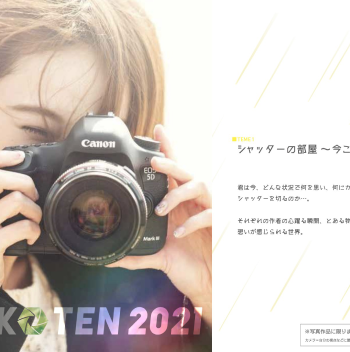 Canon
EOS
5D
Mark III
KOTEN 2021
シャッターの部屋 〜今こ
君は今、どんな状況で何を思い、何にカ
シャッターを切るのか…。
それぞれの作者の心躍る瞬間、とある物
思いが感じられる世界。
※写真作品に限りま